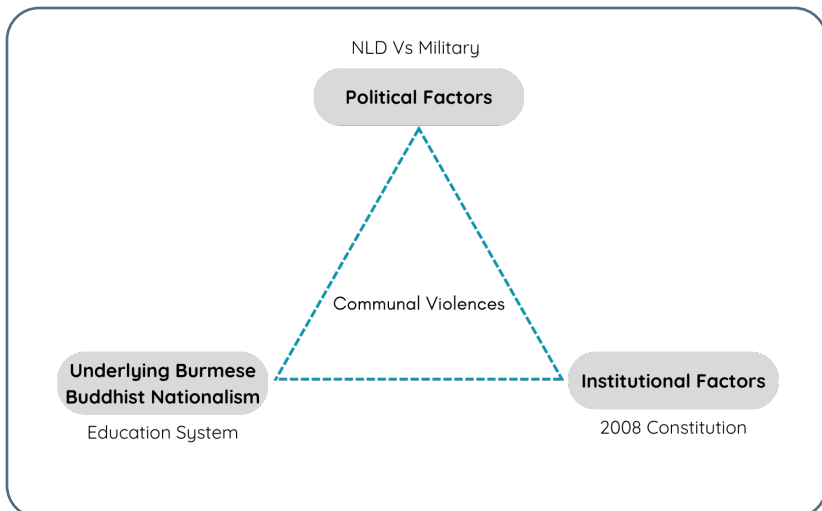 NLD Vs Military
Political Factors
Communal Violences
Underlying Burmese
Buddhist Nationalism
Education System
Institutional Factors
2008 Constitution